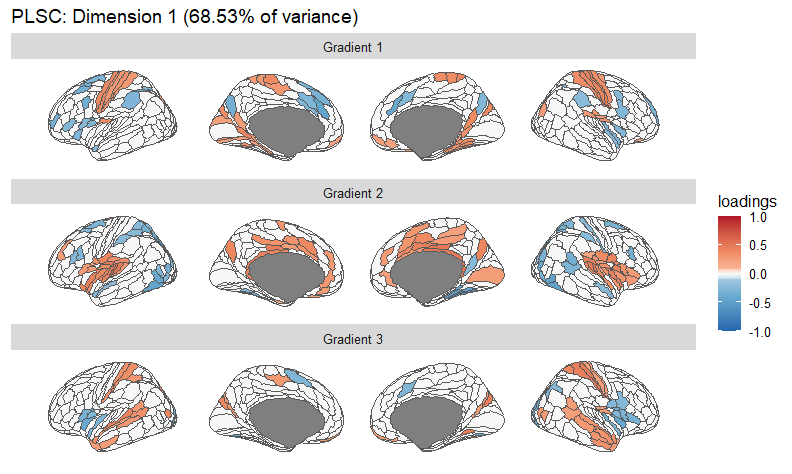 PLSC: Dimension 1 (68.53% of variance)
Gradient 1
Gradient 2
Gradient 3
loadings
1.0
0.5
0.0
-0.5
-1.0